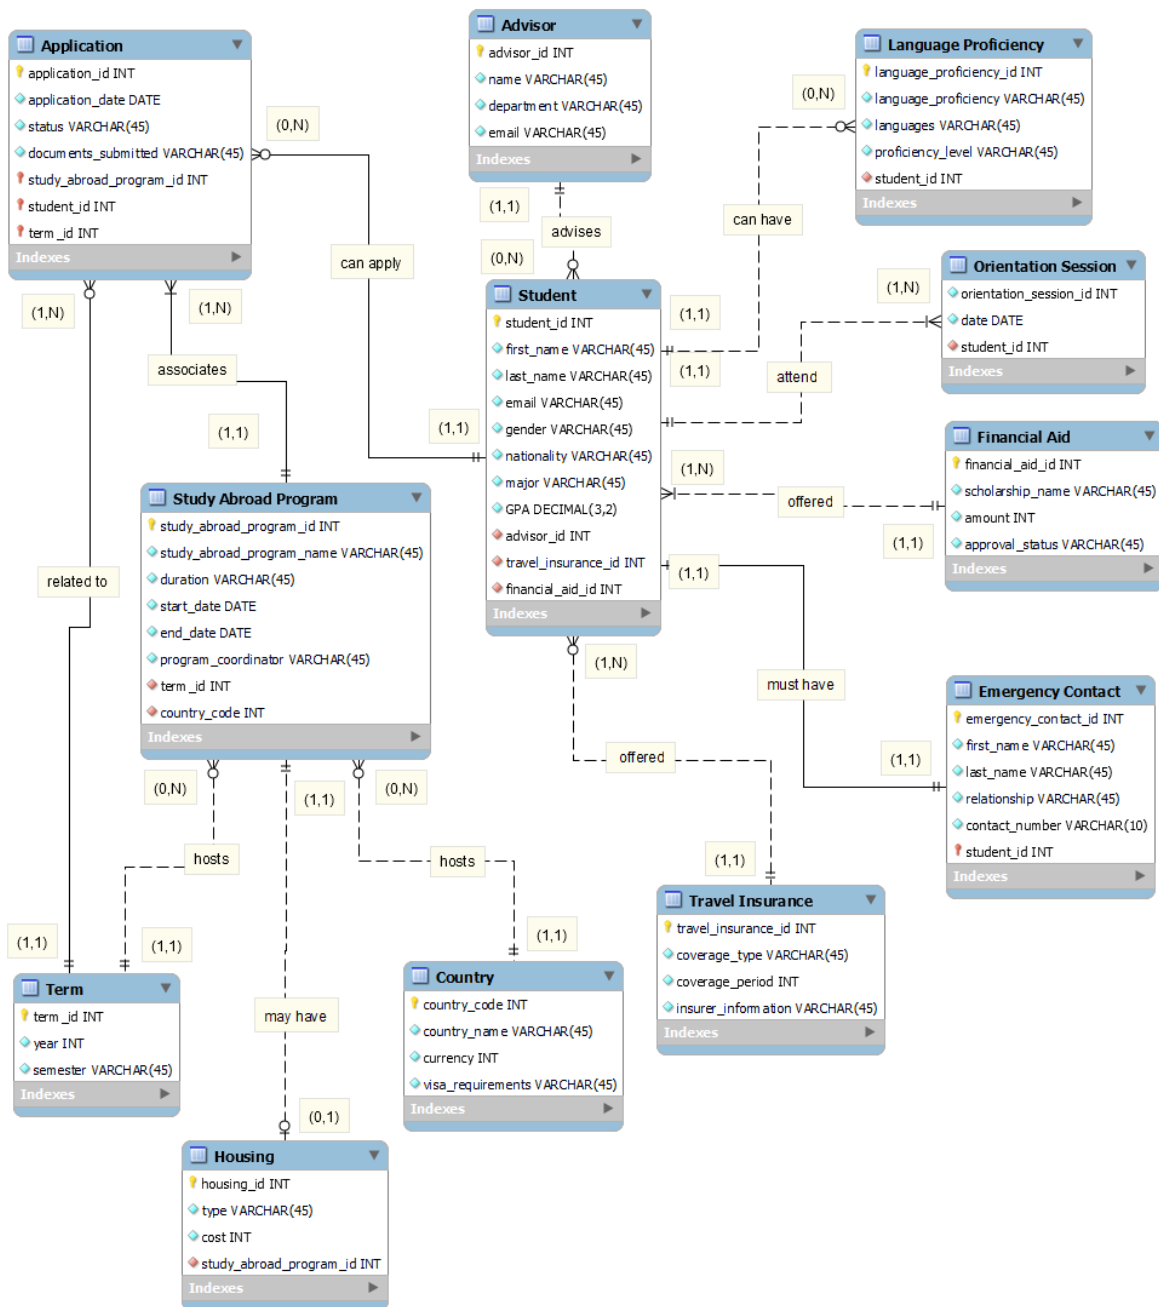 Application
application_id INT
application_date DATE
status VARCHAR(45)
documents_submitted VARCHAR(45)
study_abroad_program_id INT
student_id INT
term_id INT
Indexes
Advisor
advisor_id INT
name VARCHAR(45)
department VARCHAR(45)
email VARCHAR(45)
Indexes
Language Proficiency
language_proficiency_id INT
language_proficiency VARCHAR(45)
languages VARCHAR(45)
proficiency_level VARCHAR(45)
student_id INT
Indexes
(0,N)
(0,N)
(1,1)
advises
(0,N)
can have
can apply
Orientation Session
orientation_session_id INT
date DATE
student_id INT
Indexes
(1,N)
(1,N)
(1,N)
associates
(1,1)
Student
student_id INT
first_name VARCHAR(45)
last_name VARCHAR(45)
email VARCHAR(45)
gender VARCHAR(45)
nationality VARCHAR(45)
major VARCHAR(45)
GPA DECIMAL(3,2)
advisor_id INT
travel_insurance_id INT
financial_aid_id INT
Indexes
(1,1)
(1,1)
attend
(1,1)
(1,N)
offered
(1,1)
Financial Aid
financial_aid_id INT
scholarship_name VARCHAR(45)
amount INT
approval_status VARCHAR(45)
Indexes
Study Abroad Program
study_abroad_program_id INT
study_abroad_program_name VARCHAR(45)
duration VARCHAR(45)
start_date DATE
end_date DATE
program_coordinator VARCHAR(45)
term_id INT
country_code INT
Indexes
related to
(1,1)
(1,N)
must have
(1,1)
Emergency Contact
emergency_contact_id INT
first_name VARCHAR(45)
last_name VARCHAR(45)
relationship VARCHAR(45)
contact_number VARCHAR(10)
student_id INT
Indexes
offered
(1,1)
(0,N)
(1,1)
(0,N)
hosts
hosts
(1,1)
(1,1)
(1,1)
Travel Insurance
travel_insurance_id INT
coverage_type VARCHAR(45)
coverage_period INT
insurer_information VARCHAR(45)
Indexes
Term
term_id INT
year INT
semester VARCHAR(45)
Indexes
may have
Country
country_code INT
country_name VARCHAR(45)
currency INT
visa_requirements VARCHAR(45)
Indexes
(0,1)
Housing
housing_id INT
type VARCHAR(45)
cost INT
study_abroad_program_id INT
Indexes